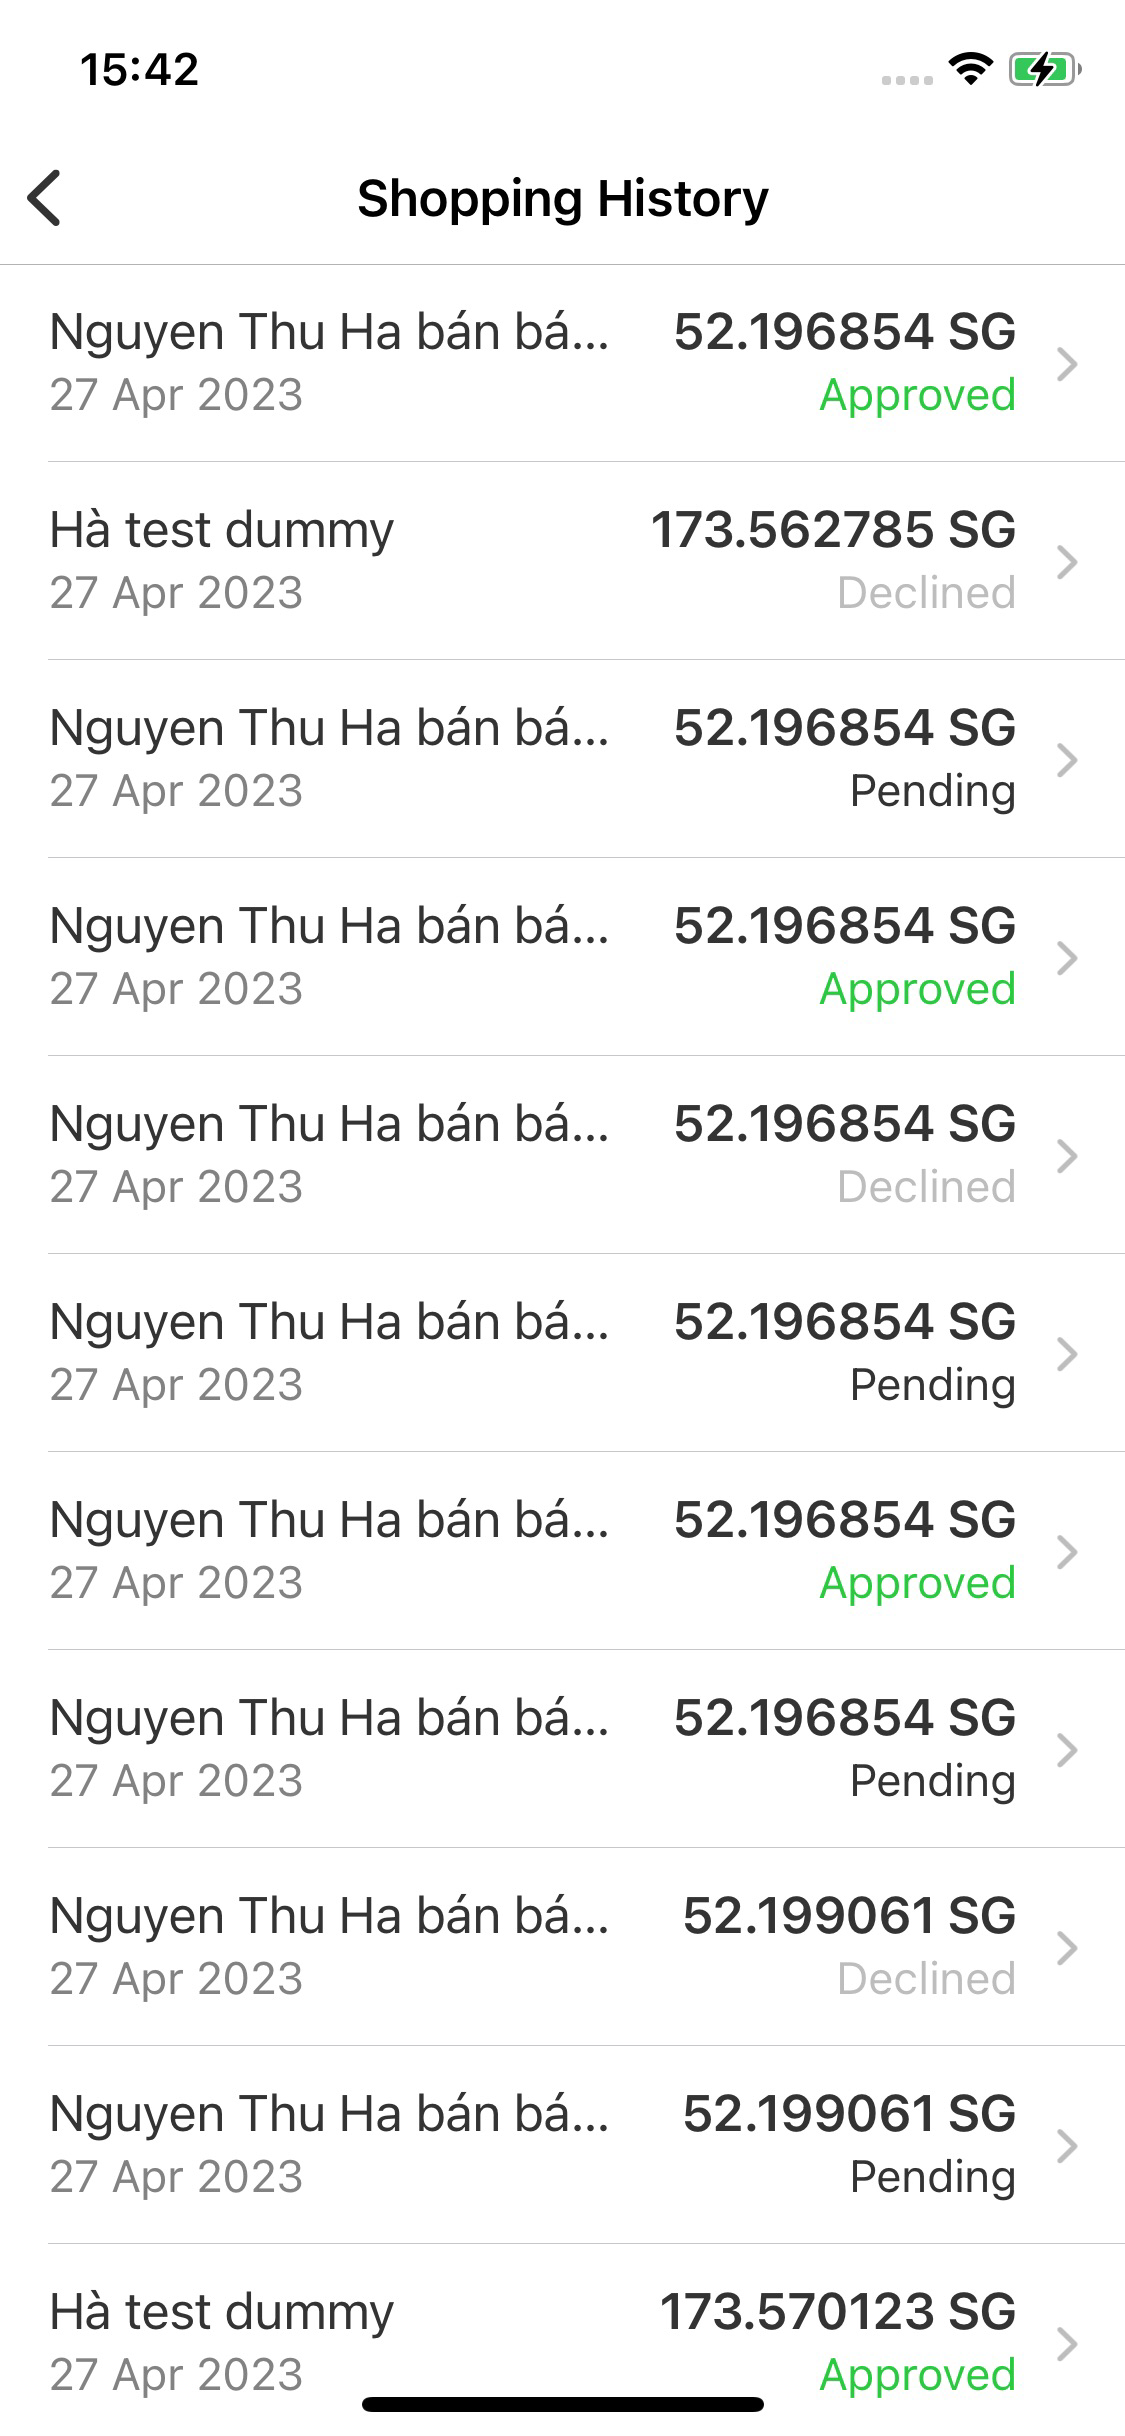 15:42
Shopping History
Nguyen Thu Ha bán bá... 52.196854 SG
27 Apr 2023 Approved
Hà test dummy 173.562785 SG
27 Apr 2023 Declined
Nguyen Thu Ha bán bá... 52.196854 SG
27 Apr 2023 Pending
Nguyen Thu Ha bán bá... 52.196854 SG
27 Apr 2023 Approved
Nguyen Thu Ha bán bá... 52.196854 SG
27 Apr 2023 Declined
Nguyen Thu Ha bán bá... 52.196854 SG
27 Apr 2023 Pending
Nguyen Thu Ha bán bá... 52.196854 SG
27 Apr 2023 Approved
Nguyen Thu Ha bán bá... 52.196854 SG
27 Apr 2023 Pending
Nguyen Thu Ha bán bá... 52.199061 SG
27 Apr 2023 Declined
Nguyen Thu Ha bán bá... 52.199061 SG
27 Apr 2023 Pending
Hà test dummy 173.570123 SG
27 Apr 2023 Approved